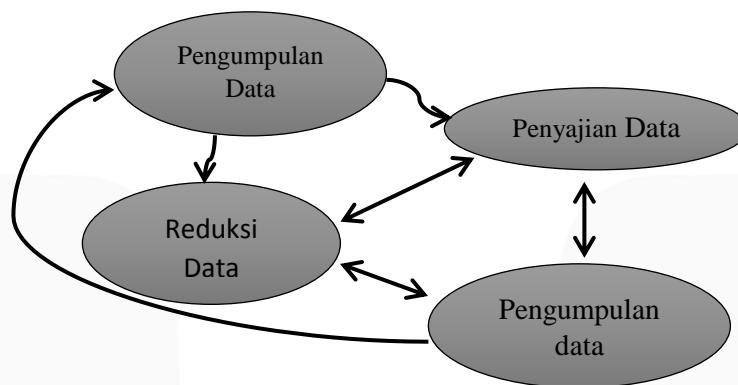 Pengumpulan
Data
Penyajian Data
Reduksi
Data
Pengumpulan
data